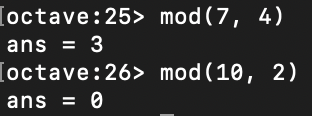 [octave:25> mod(7, 4)
ans = 3
[octave:26> mod(10, 2)
ans = 0